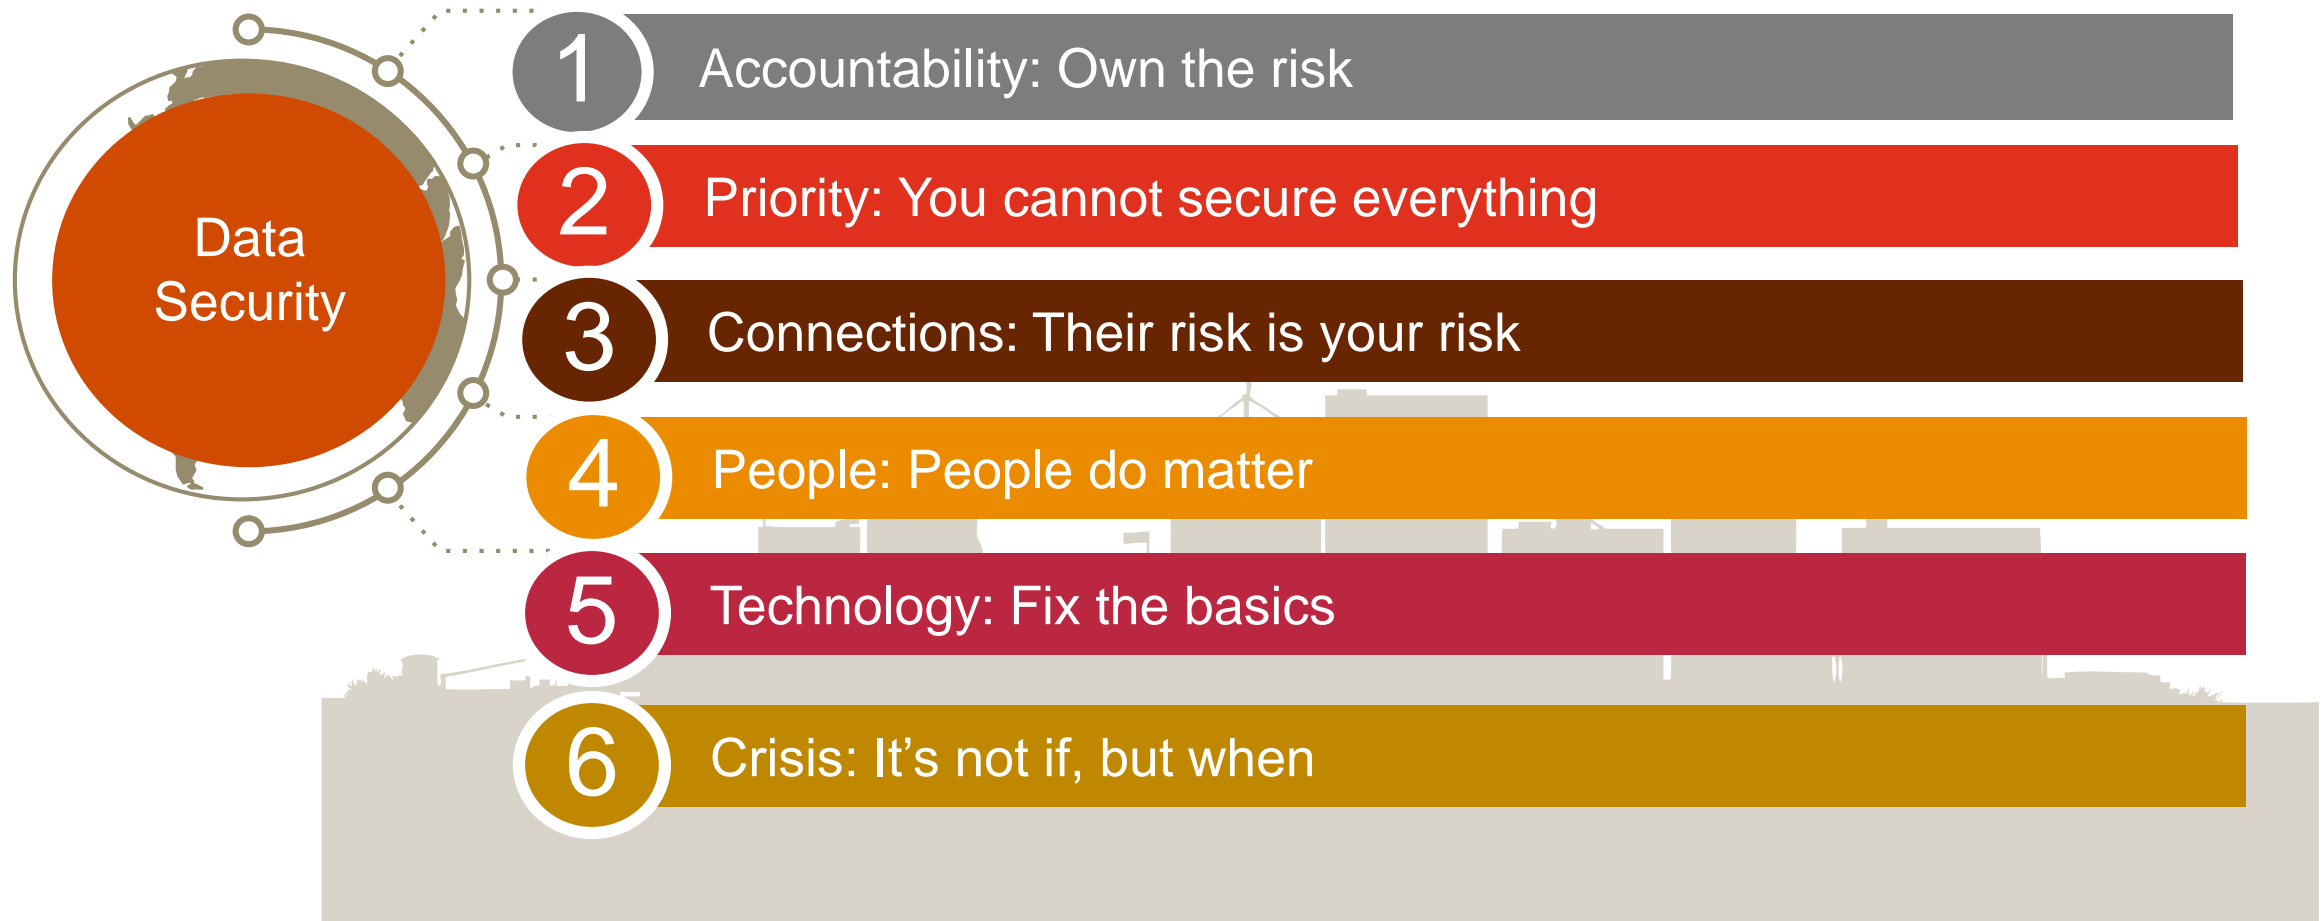 Data
Security
1
Accountability: Own the risk
2
Priority: You cannot secure everything
3
Connections: Their risk is your risk
4
People: People do matter
5
Technology: Fix the basics
6
Crisis: It’s not if, but when